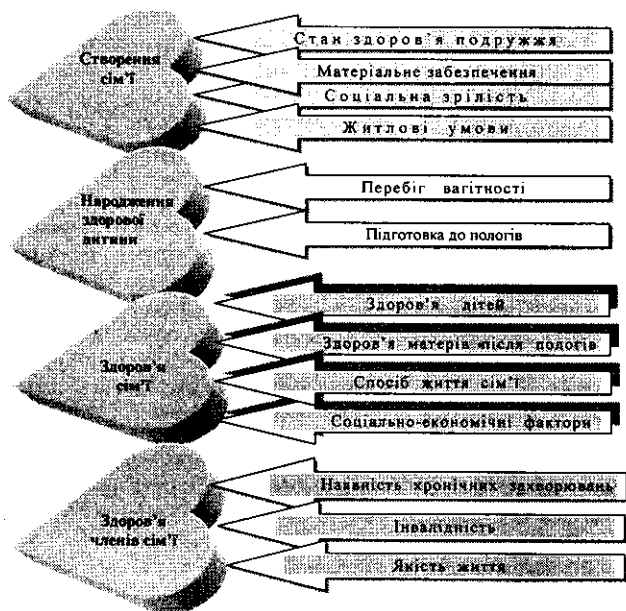 Створення
сім'ї
Стан здоров'я подружжя
Матеріальне забезпечення
Соціальна зрілість
Житлові умови
Народження
здорової
дитини
Перебіг вагітності
Підготовка до пологів
Здоров'я
сім'ї
Здоров'я дітей
Здоров'я матерів після пологів
Спосіб життя сім'ї
Соціально-економічні фактори
Здоров'я
членів сім'ї
Наявність хронічних захворювань
Інвалідність
Якість життя